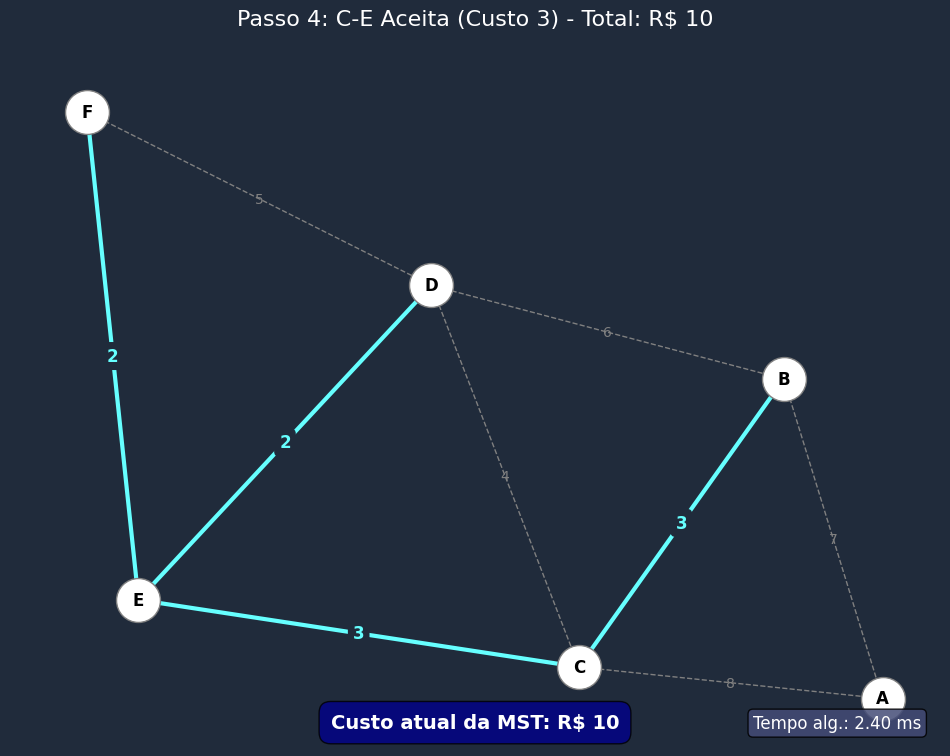 Passo 4: C-E Aceita (Custo 3) - Total: R$ 10
F
5
D
6
2
B
2
4
3
7
E
3
C
8
A
Custo atual da MST: R$ 10
Tempo alg.: 2.40 ms